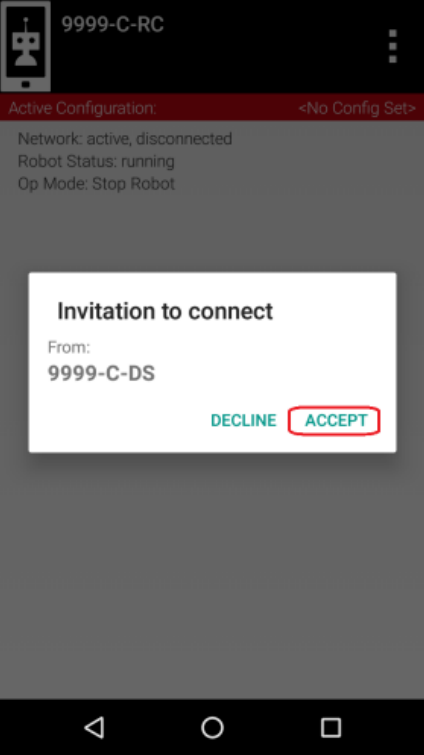 9999-C-RC
Active Configuration: <No Config Set>
Network: active, disconnected
Robot Status: running
Op Mode: Stop Robot
Invitation to connect
From:
9999-C-DS
DECLINE ACCEPT